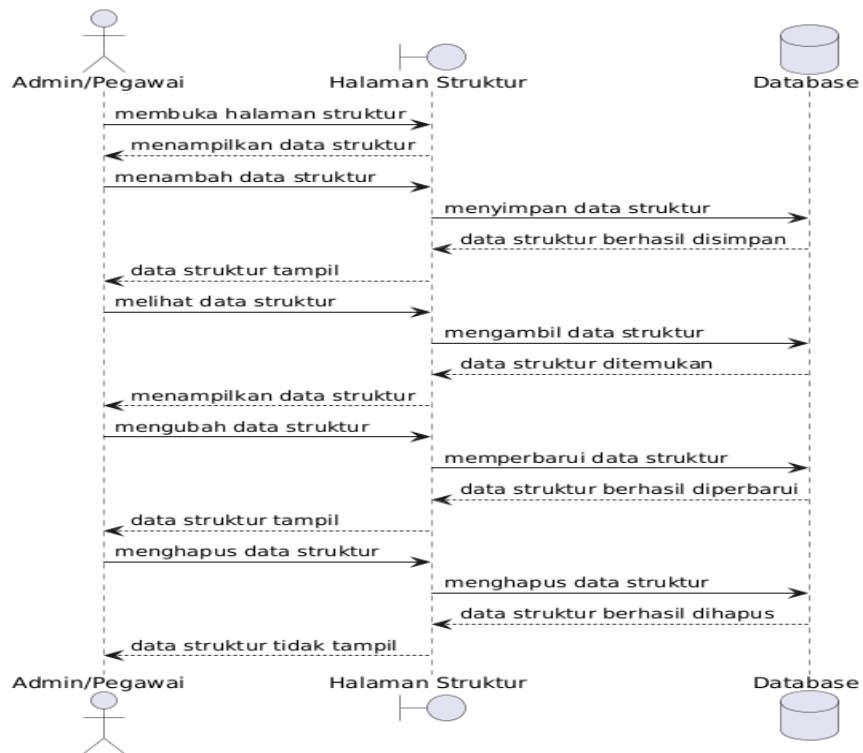 Admin/Pegawai Halaman Struktur Database
membuka halaman struktur
menampilkan data struktur
menambah data struktur
menyimpan data struktur
data struktur berhasil disimpan
data struktur tampil
melihat data struktur
mengambil data struktur
data struktur ditemukan
menampilkan data struktur
mengubah data struktur
memperbarui data struktur
data struktur berhasil diperbarui
data struktur tampil
menghapus data struktur
menghapus data struktur
data struktur berhasil dihapus
data struktur tidak tampil
Admin/Pegawai Halaman Struktur Database